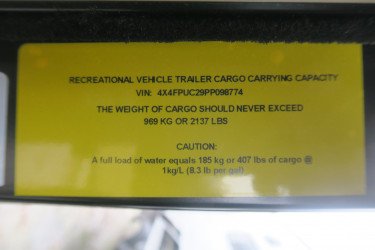 RECREATIONAL VEHICLE TRAILER CARGO CARRYING CAPACITY
VIN: 4X4FPUC29PP098774
THE WEIGHT OF CARGO SHOULD NEVER EXCEED
969 KG OR 2137 LBS
CAUTION:
A full load of water equals 185 kg or 407 lbs of cargo @
1kg/L (8.3 lb per gal)